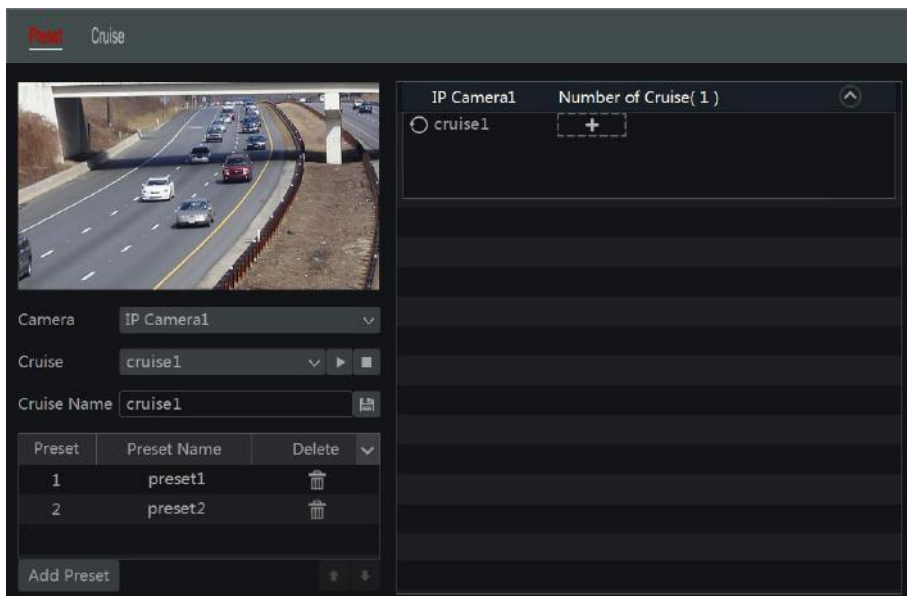 Preset Cruise
IP Camera1 Number of Cruise( 1 )
cruise1
Camera IP Camera1
Cruise cruise1
Cruise Name cruise1
Preset Preset Name Delete
1 preset1
2 preset2
Add Preset